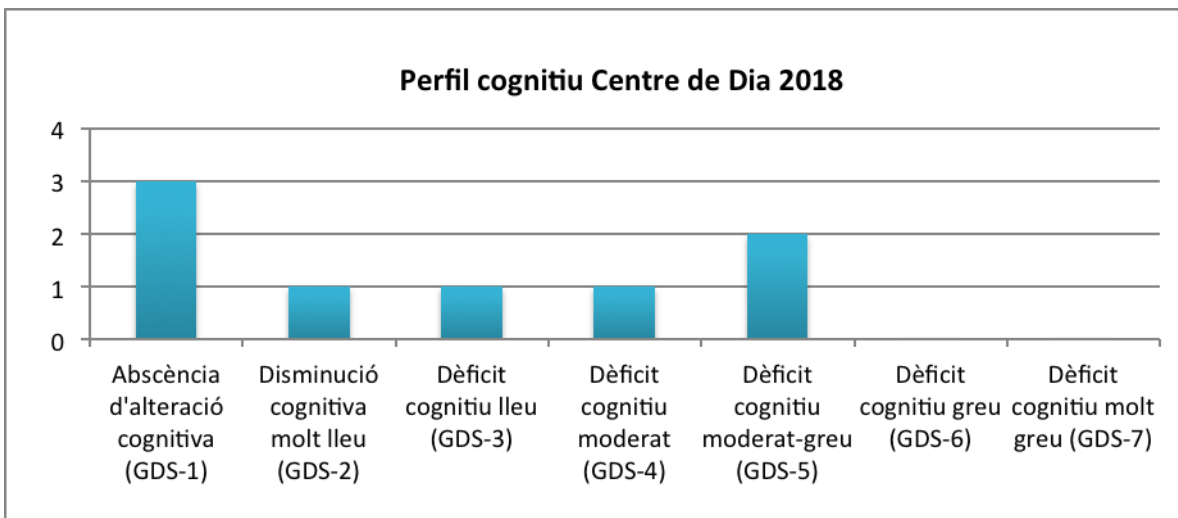 Perfil cognitiu Centre de Dia 2018
4
3
2
1
0
Abscència
d'alteració
cognitiva
(GDS-1)
Disminució
cognitiva
molt lleu
(GDS-2)
Dèficit
cognitiu lleu
(GDS-3)
Dèficit
cognitiu
moderat
(GDS-4)
Dèficit
cognitiu
moderat-greu
(GDS-5)
Dèficit
cognitiu greu
(GDS-6)
Dèficit
cognitiu molt
greu (GDS-7)